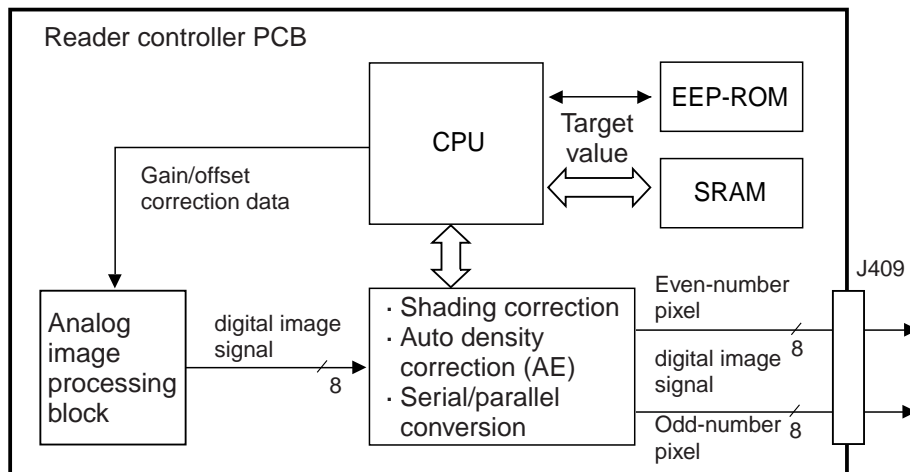 Reader controller PCB
CPU
EEP-ROM
Target
value
SRAM
Gain/offset
correction data
J409
Analog
image
processing
block
digital image
signal
8
· Shading correction
· Auto density
correction (AE)
· Serial/parallel
conversion
Even-number
pixel
8
digital image
signal
Odd-number
pixel
8